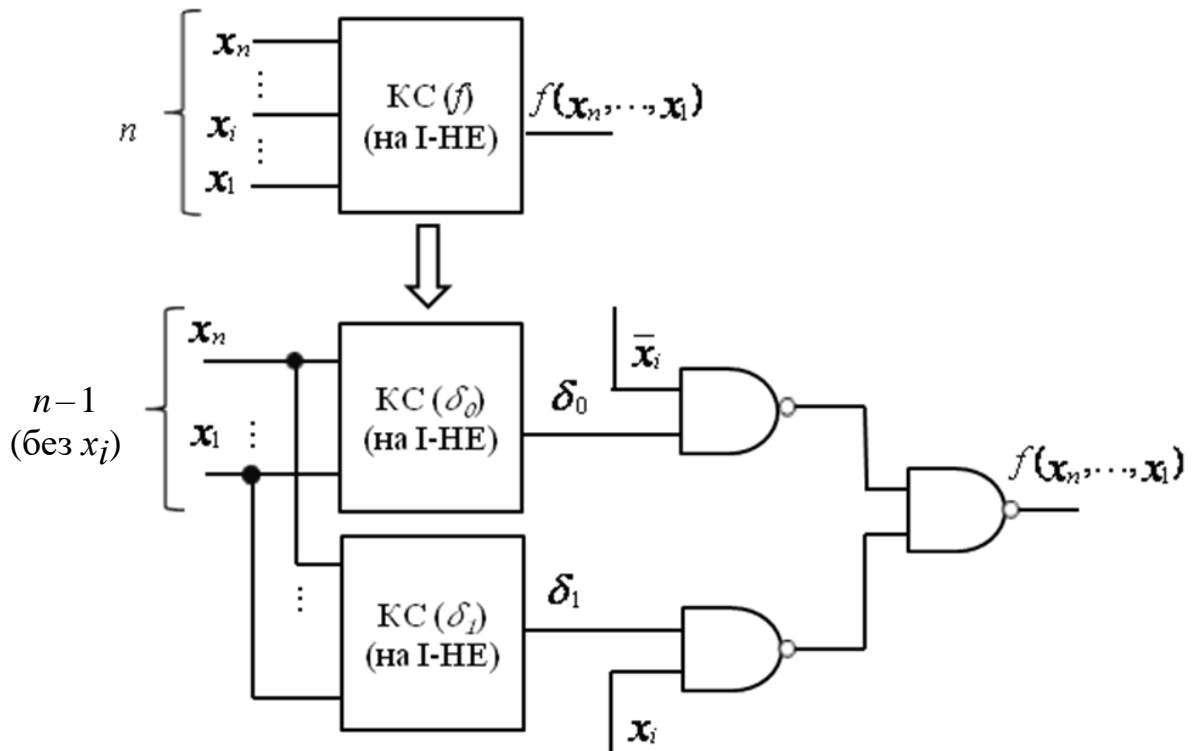 xₙ
⋮
n
xᵢ
⋮
x₁
КС (f)
(на І-НЕ)
f(xₙ,…,x₁)
xₙ
n–1
(без xᵢ)
x₁
⋮
КС (δ₀)
(на І-НЕ)
δ₀
x̄ᵢ
f(xₙ,…,x₁)
⋮
КС (δ₁)
(на І-НЕ)
δ₁
xᵢ